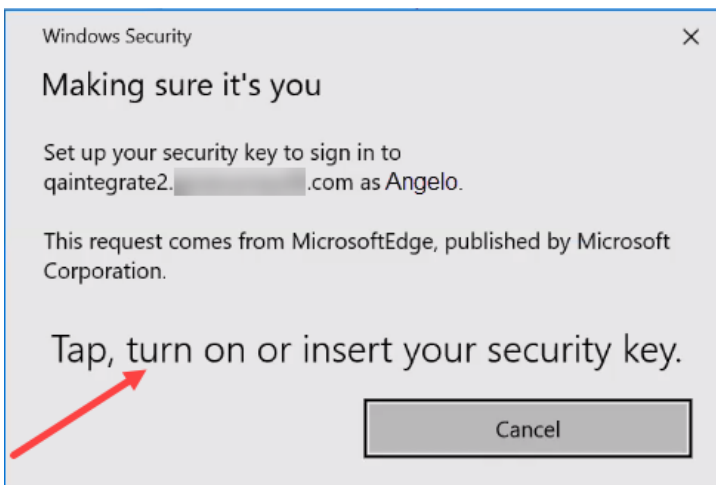 Windows Security
Making sure it's you
Set up your security key to sign in to
qaintegrate2. .com as Angelo.
This request comes from MicrosoftEdge, published by Microsoft
Corporation.
Tap, turn on or insert your security key.
Cancel